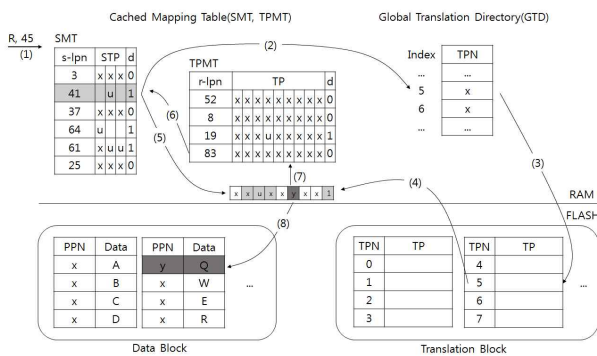 Cached Mapping Table(SMT, TPMT)
Global Translation Directory(GTD)
R, 45
(1)
SMT
s-lpn STP d
3 x x x 0
41 u 1
37 x x x 0
64 u 1
61 x u u 1
25 x x x 0
(2)
TPMT
r-lpn TP d
52 x x x x x x x x x 0
8 x x x x x x x x x 0
19 x x x u x x x x x 1
83 x x x x x x x x x 0
Index TPN
... ...
5 x
6 x
... ...
(6)
(5)
(7)
(3)
(4)
x x u x x y x x 1
RAM
FLASH
(8)
PPN Data PPN Data
x A y Q
x B x W
x C x E
x D x R
...
Data Block
TPN TP TPN TP
0 4
1 5
2 6
3 7
...
Translation Block